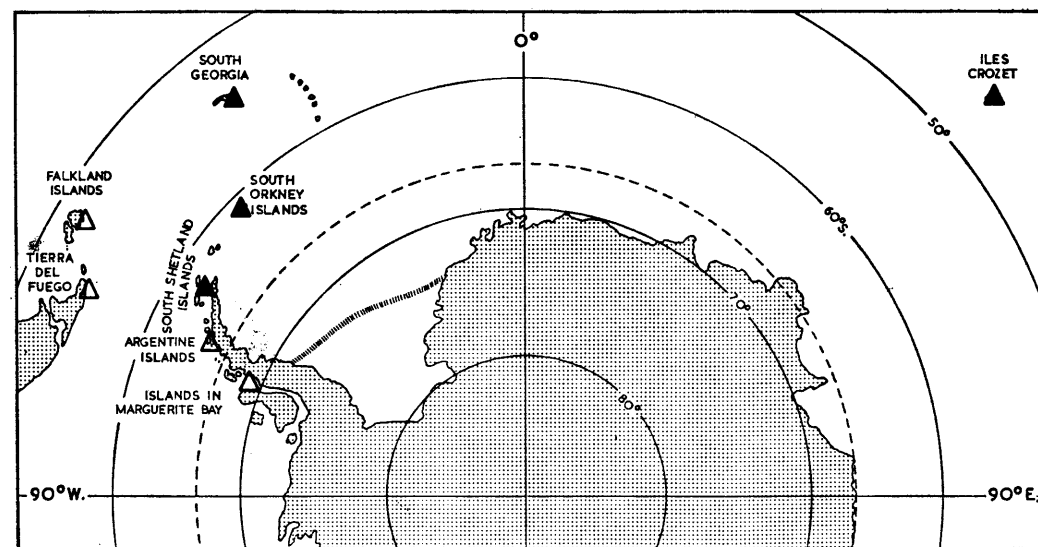 0°
SOUTH
GEORGIA
ILES
CROZET
50°
FALKLAND
ISLANDS
SOUTH
ORKNEY
ISLANDS
60°S.
TIERRA
DEL
FUEGO
SOUTH SHETLAND
ISLANDS
70°
ARGENTINE
ISLANDS
ISLANDS IN
MARGUERITE BAY
80°
90°W.
90°E.